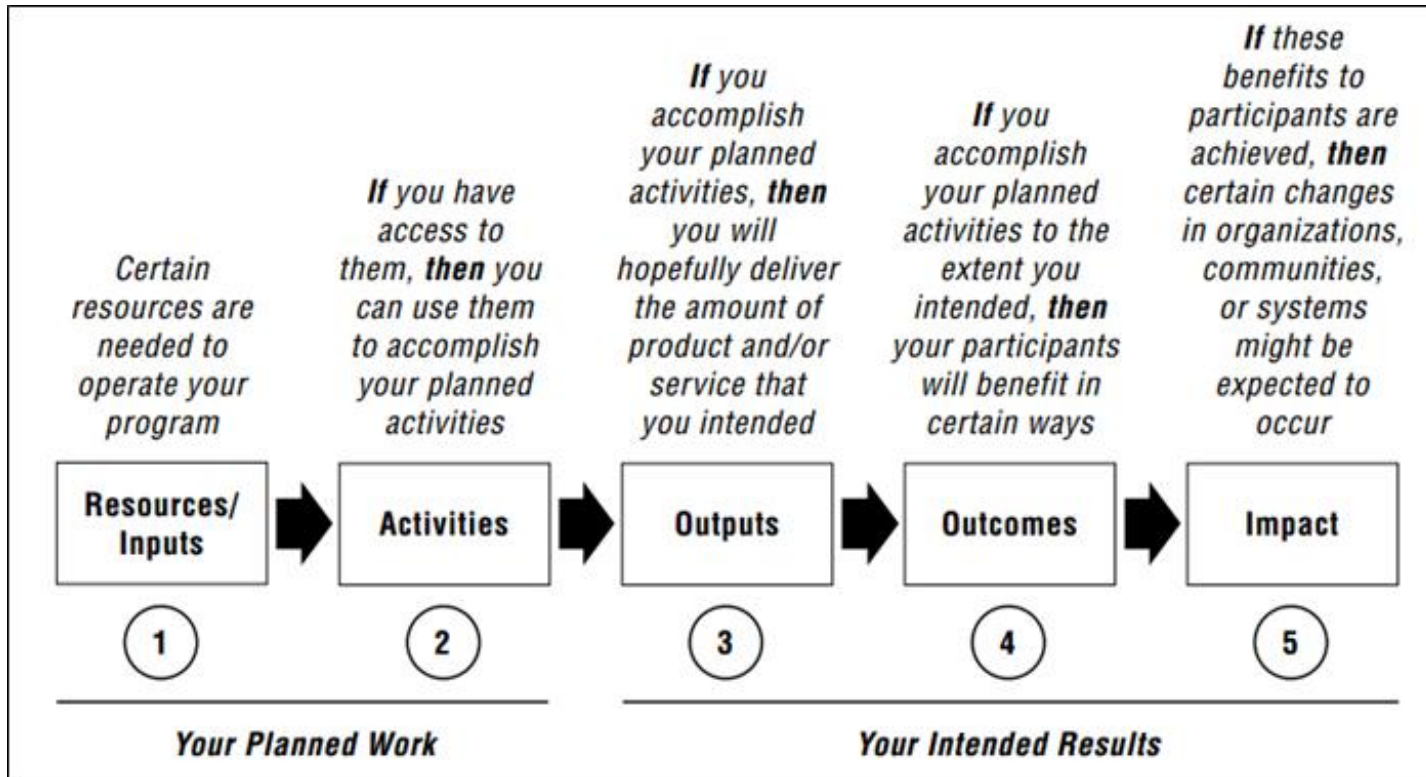 Certain
resources are
needed to
operate your
program
If you have
access to
them, then you
can use them
to accomplish
your planned
activities
If you
accomplish
your planned
activities, then
you will
hopefully deliver
the amount of
product and/or
service that
you intended
If you
accomplish
your planned
activities to the
extent you
intended, then
your participants
will benefit in
certain ways
If these
benefits to
participants are
achieved, then
certain changes
in organizations,
communities,
or systems
might be
expected to
occur
Resources/
Inputs
Activities
Outputs
Outcomes
Impact
1
2
3
4
5
Your Planned Work
Your Intended Results